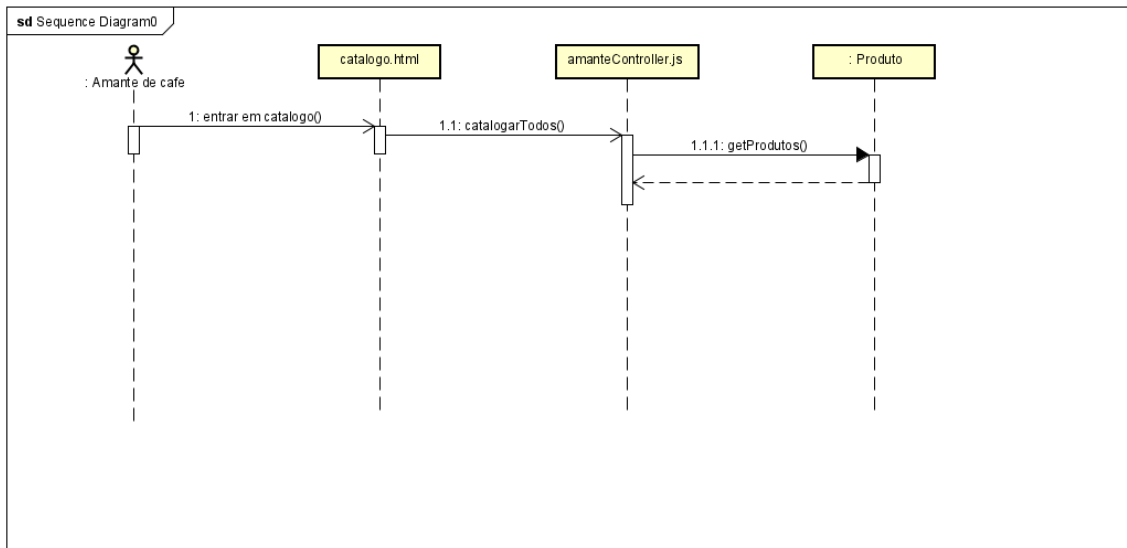 sd Sequence Diagram0
: Amante de cafe
catalogo.html
amanteController.js
: Produto
1: entrar em catalogo()
1.1: catalogarTodos()
1.1.1: getProdutos()